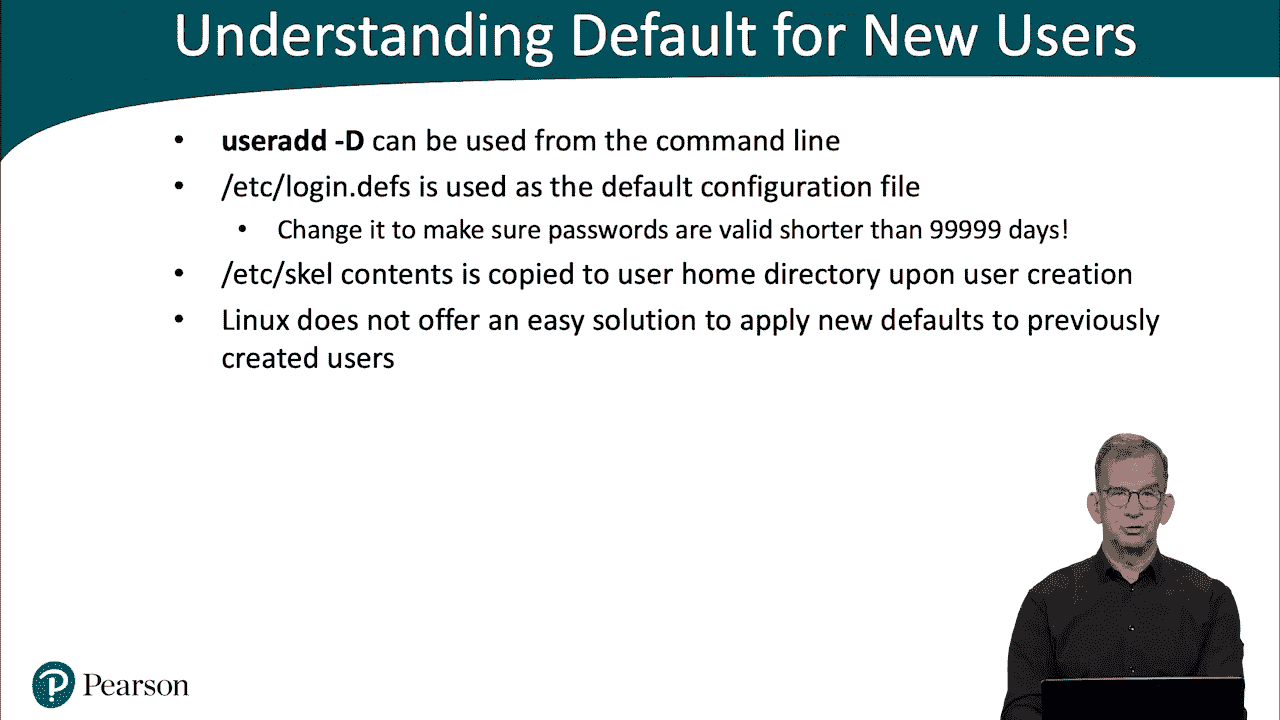 Understanding Default for New Users
• useradd -D can be used from the command line
• /etc/login.defs is used as the default configuration file
• Change it to make sure passwords are valid shorter than 99999 days!
• /etc/skel contents is copied to user home directory upon user creation
• Linux does not offer an easy solution to apply new defaults to previously
created users
Pearson